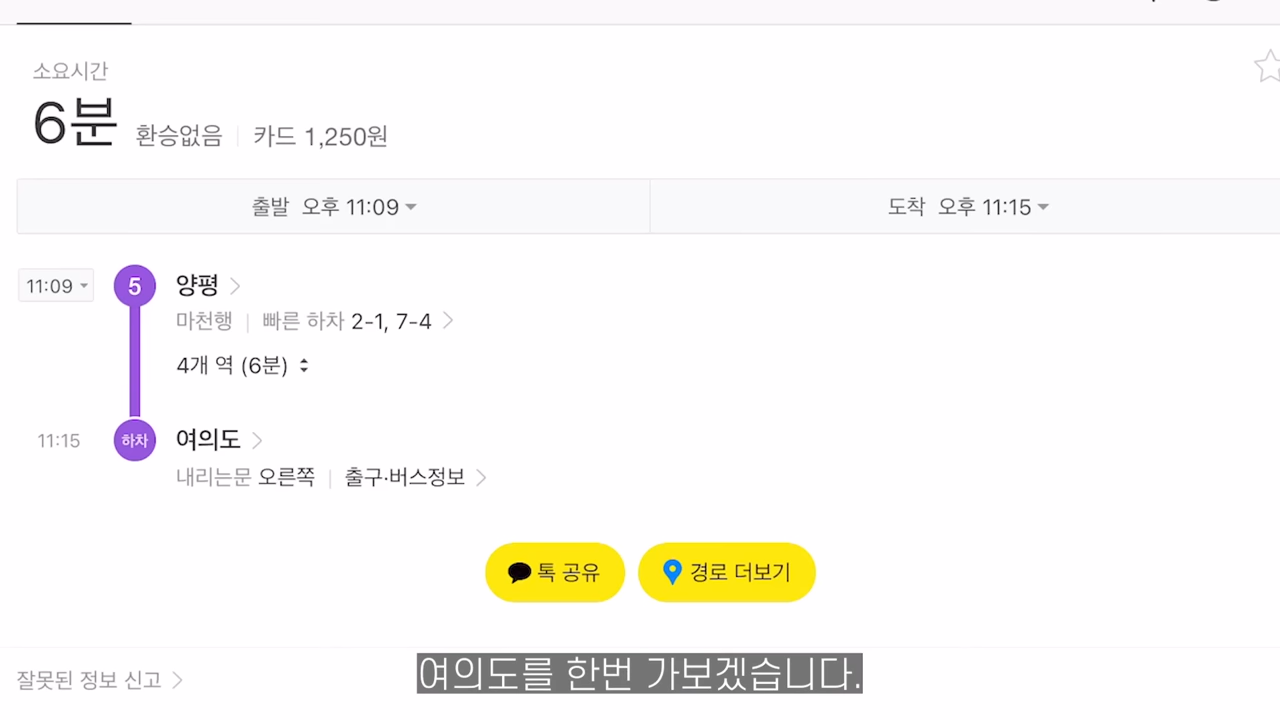 소요시간
6분 환승없음 카드 1,250원
출발 오후 11:09 도착 오후 11:15
11:09 5 양평
마천행 빠른 하차 2-1, 7-4
4개 역 (6분)
11:15 하차 여의도
내리는문 오른쪽 출구·버스정보
톡 공유 경로 더보기
여의도를 한번 가보겠습니다.
잘못된 정보 신고